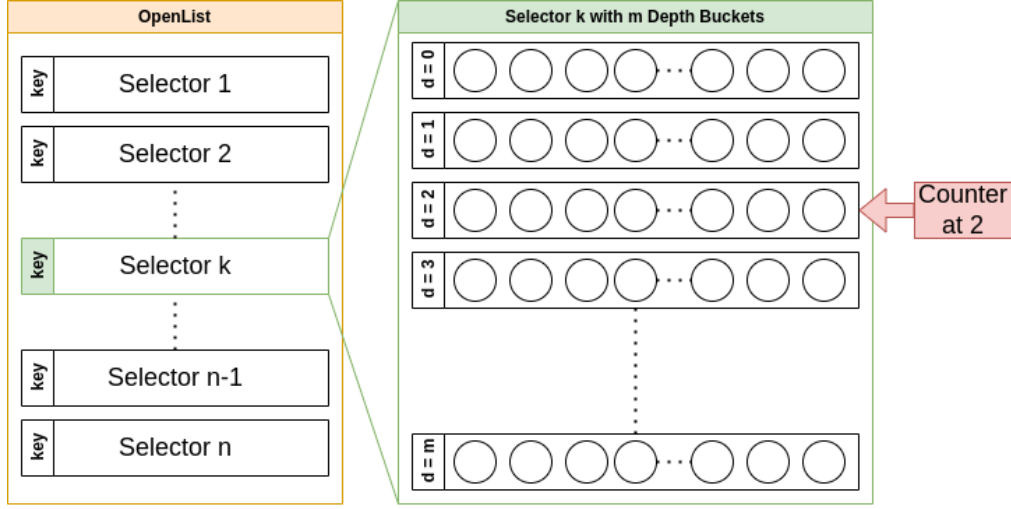 OpenList
key
Selector 1
key
Selector 2
key
Selector k
key
Selector n-1
key
Selector n
Selector k with m Depth Buckets
d = 0
d = 1
d = 2
d = 3
d = m
Counter
at 2